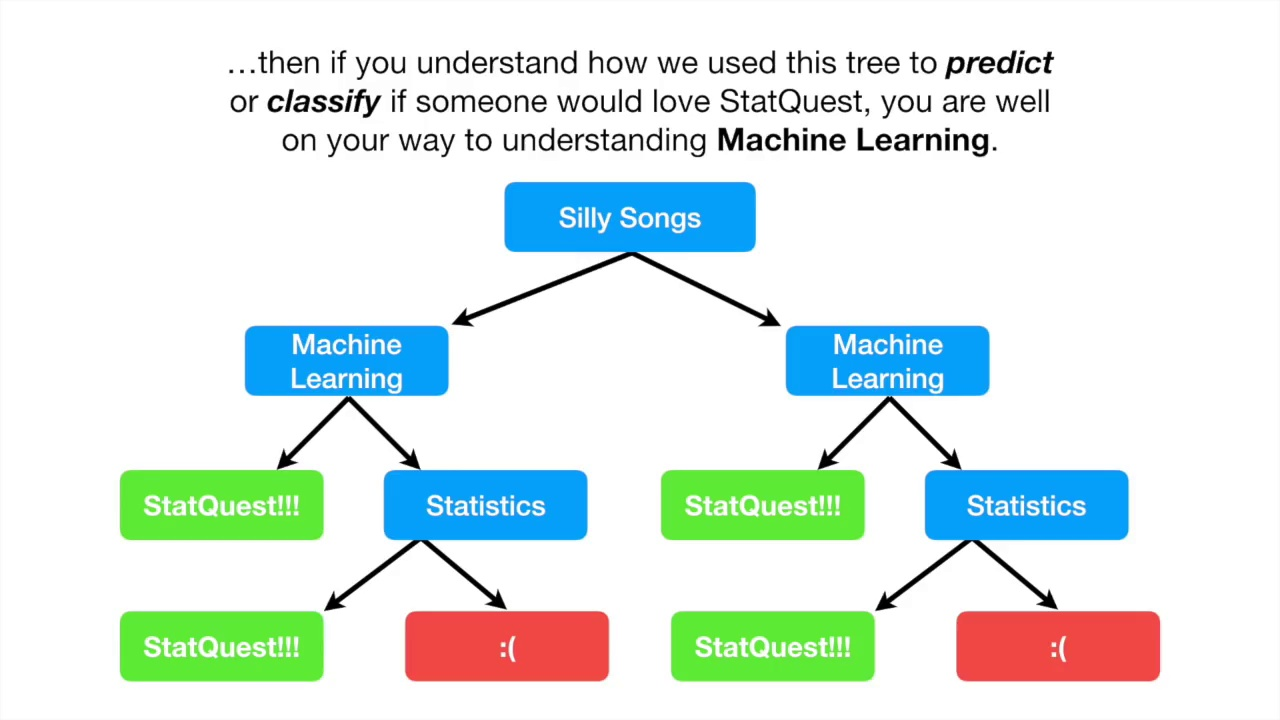 …then if you understand how we used this tree to predict
or classify if someone would love StatQuest, you are well
on your way to understanding Machine Learning.
Silly Songs
Machine
Learning
Machine
Learning
StatQuest!!!
Statistics
StatQuest!!!
Statistics
StatQuest!!!
:(
StatQuest!!!
:(